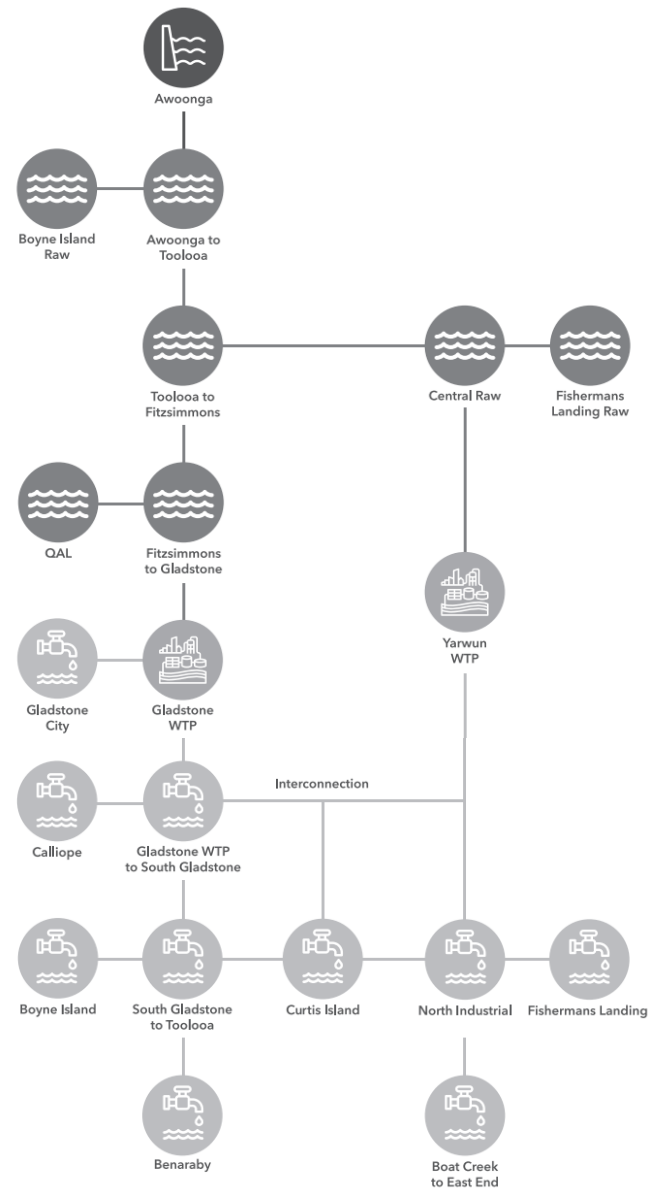 Awoonga
Boyne Island
Raw
Awoonga to
Toolooa
Toolooa to
Fitzsimmons
Central Raw
Fishermans
Landing Raw
QAL
Fitzsimmons
to Gladstone
Yarwun
WTP
Gladstone
City
Gladstone
WTP
Interconnection
Calliope
Gladstone WTP
to South Gladstone
Boyne Island
South Gladstone
to Toolooa
Curtis Island
North Industrial
Fishermans Landing
Benaraby
Boat Creek
to East End